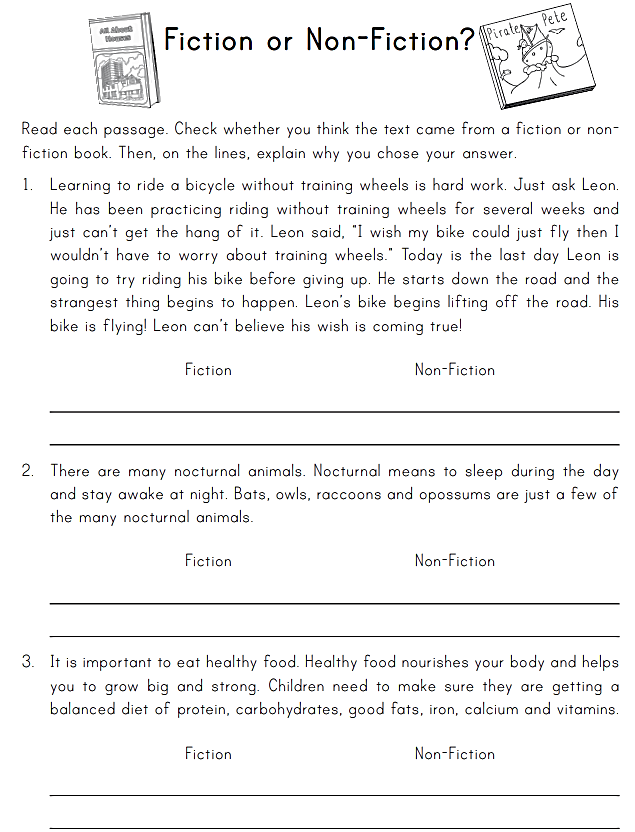 All About
Houses
Fiction or Non-Fiction?
Pirate Pete
Read each passage. Check whether you think the text came from a fiction or non-
fiction book. Then, on the lines, explain why you chose your answer.
1. Learning to ride a bicycle without training wheels is hard work. Just ask Leon.
He has been practicing riding without training wheels for several weeks and
just can't get the hang of it. Leon said, "I wish my bike could just fly then I
wouldn't have to worry about training wheels." Today is the last day Leon is
going to try riding his bike before giving up. He starts down the road and the
strangest thing begins to happen. Leon's bike begins lifting off the road. His
bike is flying! Leon can't believe his wish is coming true!
Fiction Non-Fiction
2. There are many nocturnal animals. Nocturnal means to sleep during the day
and stay awake at night. Bats, owls, raccoons and opossums are just a few of
the many nocturnal animals.
Fiction Non-Fiction
3. It is important to eat healthy food. Healthy food nourishes your body and helps
you to grow big and strong. Children need to make sure they are getting a
balanced diet of protein, carbohydrates, good fats, iron, calcium and vitamins.
Fiction Non-Fiction